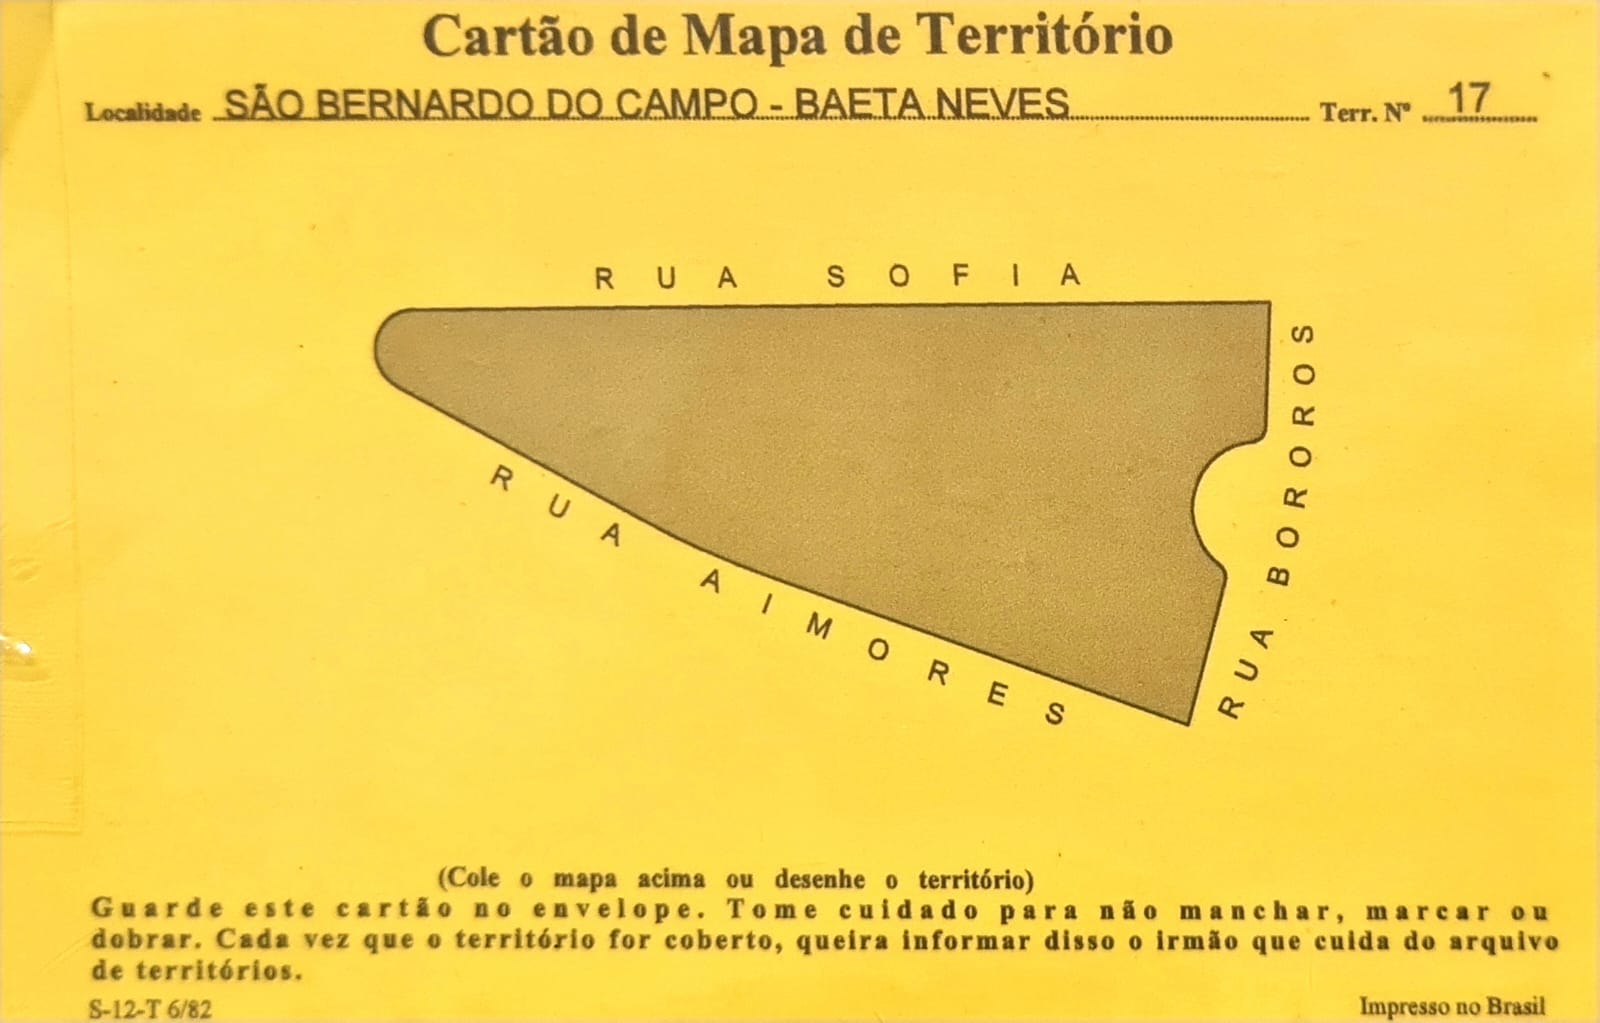 Cartão de Mapa de Território
Localidade SÃO BERNARDO DO CAMPO - BAETA NEVES Terr. Nº 17
RUA SOFIA
RUA BOROROS
RUA AIMORES
(Cole o mapa acima ou desenhe o território)
Guarde este cartão no envelope. Tome cuidado para não manchar, marcar ou
dobrar. Cada vez que o território for coberto, queira informar disso o irmão que cuida do arquivo
de territórios.
S-12-T 6/82 Impresso no Brasil